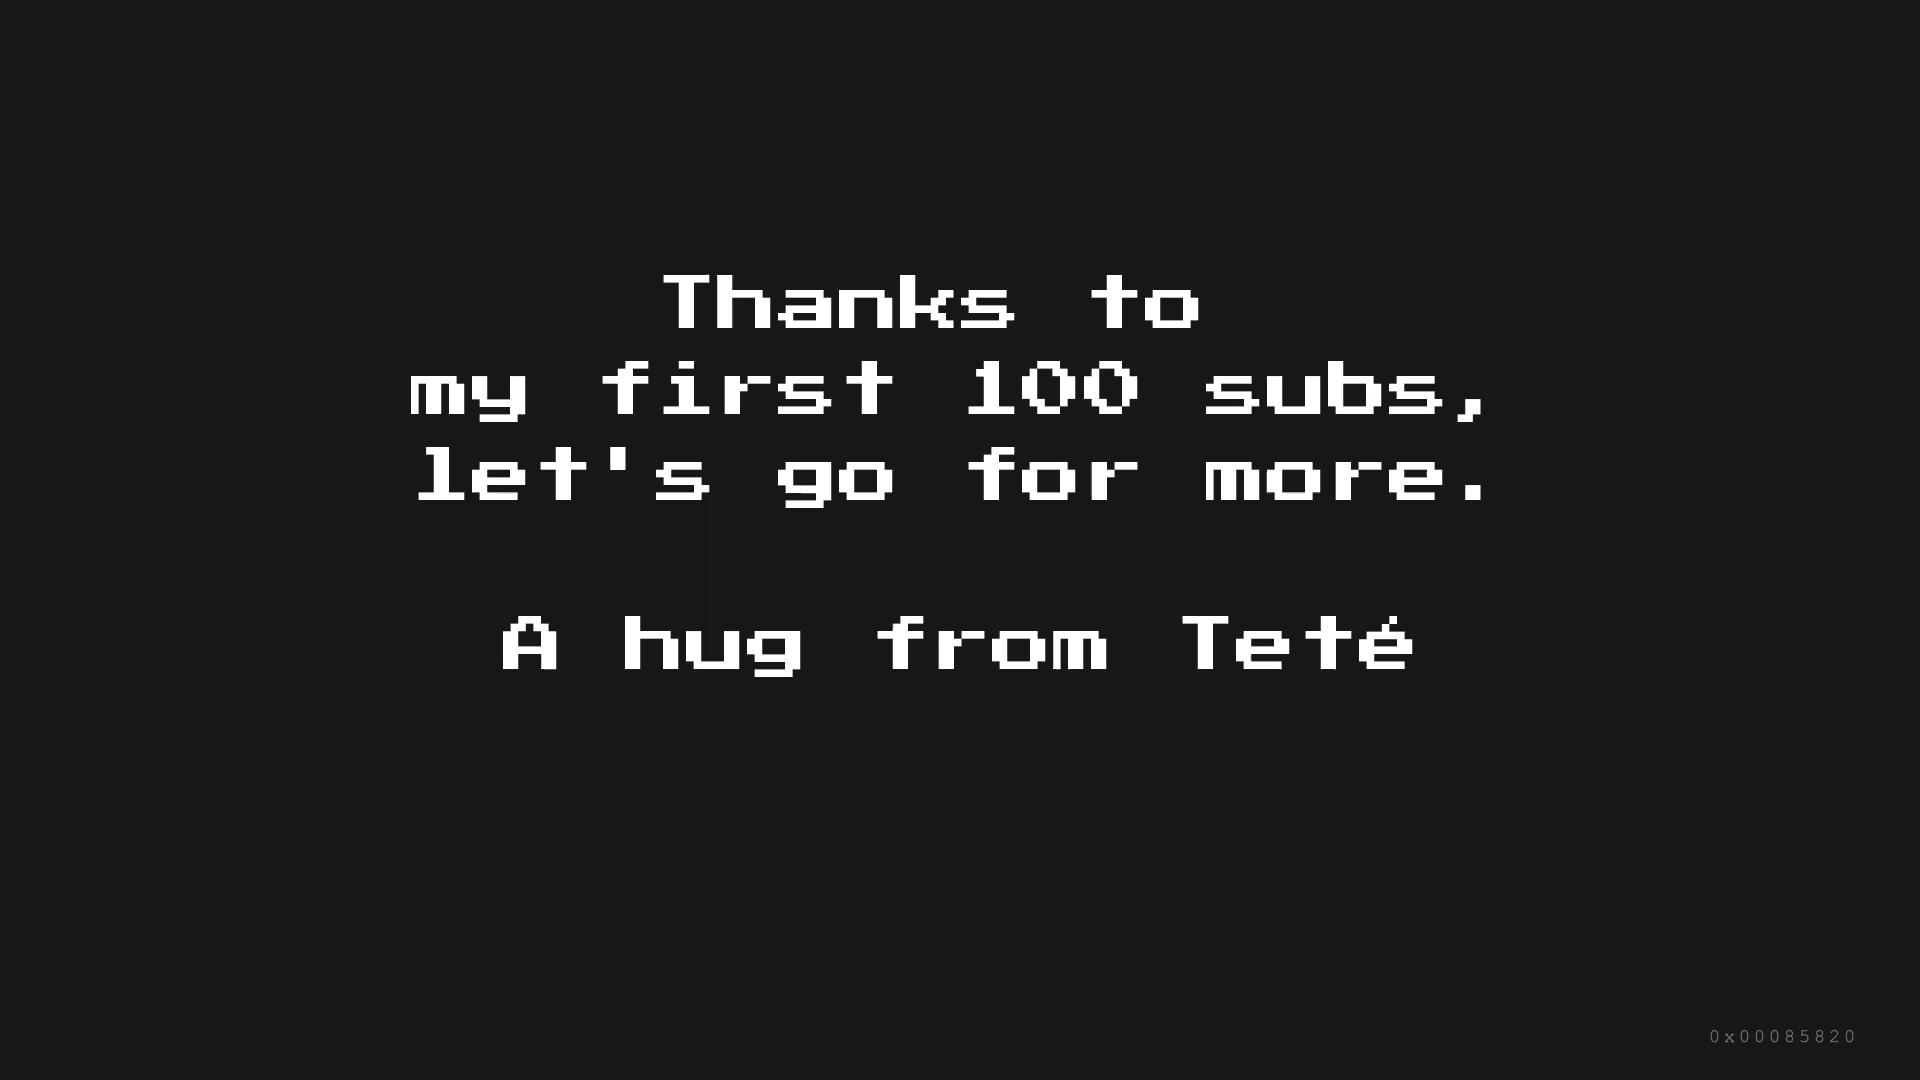 Thanks to
my first 100 subs,
let's go for more.
A hug from Teté
0x00085820